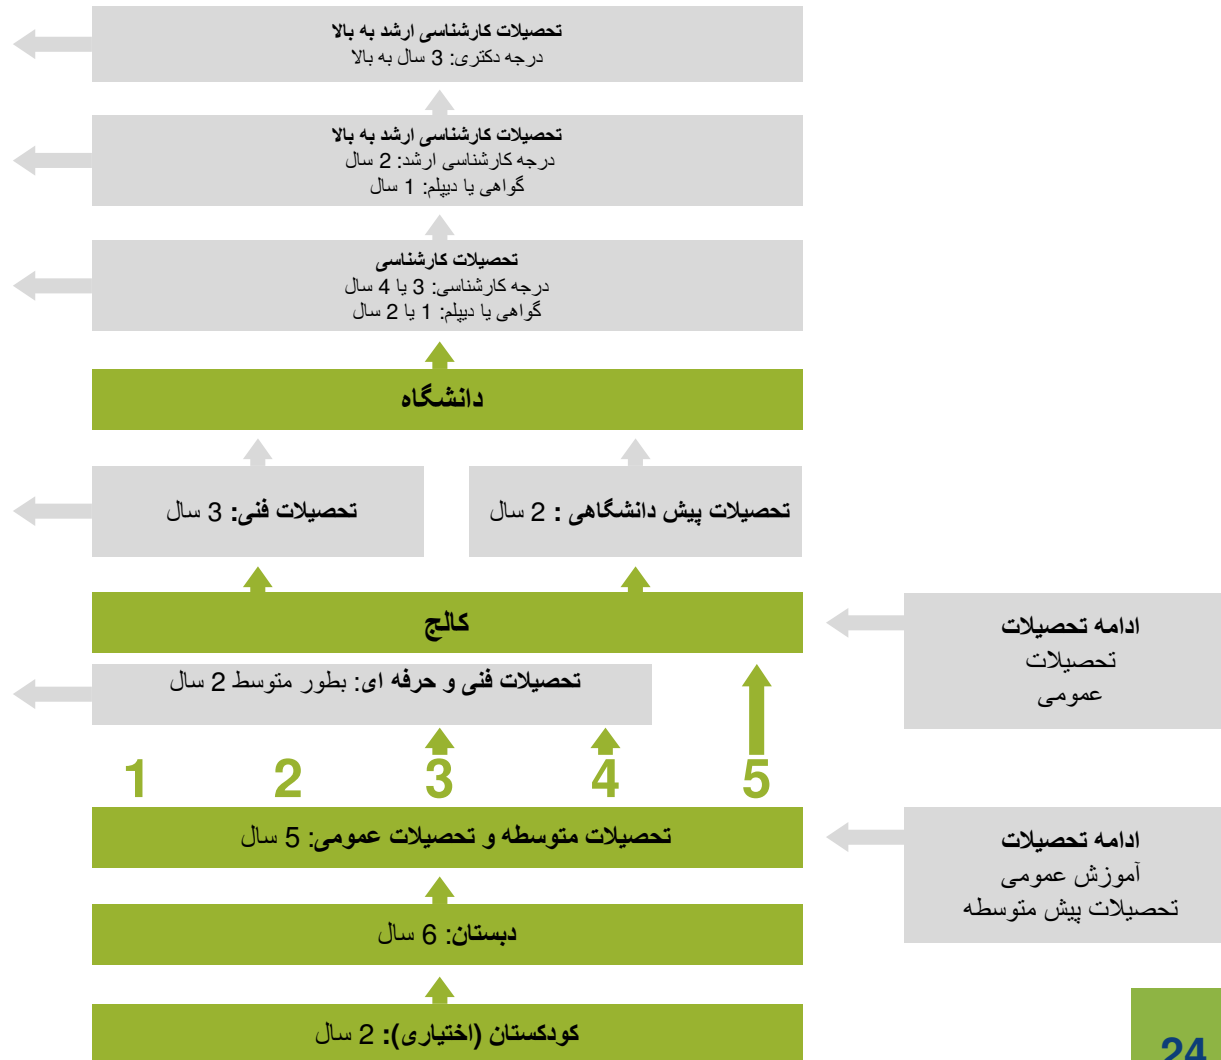 تحصیلات کارشناسی ارشد به بالا
درجه دکتری: 3 سال به بالا
تحصیلات کارشناسی ارشد به بالا
درجه کارشناسی ارشد: 2 سال
گواهی یا دیپلم: 1 سال
تحصیلات کارشناسی
درجه کارشناسی: 3 یا 4 سال
گواهی یا دیپلم: 1 یا 2 سال
دانشگاه
تحصیلات پیش دانشگاهی : 2 سال
تحصیلات فنی: 3 سال
کالج
ادامه تحصیلات
تحصیلات
عمومی
تحصیلات فنی و حرفه ای: بطور متوسط 2 سال
1 2 3 4 5
تحصیلات متوسطه و تحصیلات عمومی: 5 سال
ادامه تحصیلات
آموزش عمومی
تحصیلات پیش متوسطه
دبستان: 6 سال
کودکستان (اختیاری): 2 سال
24